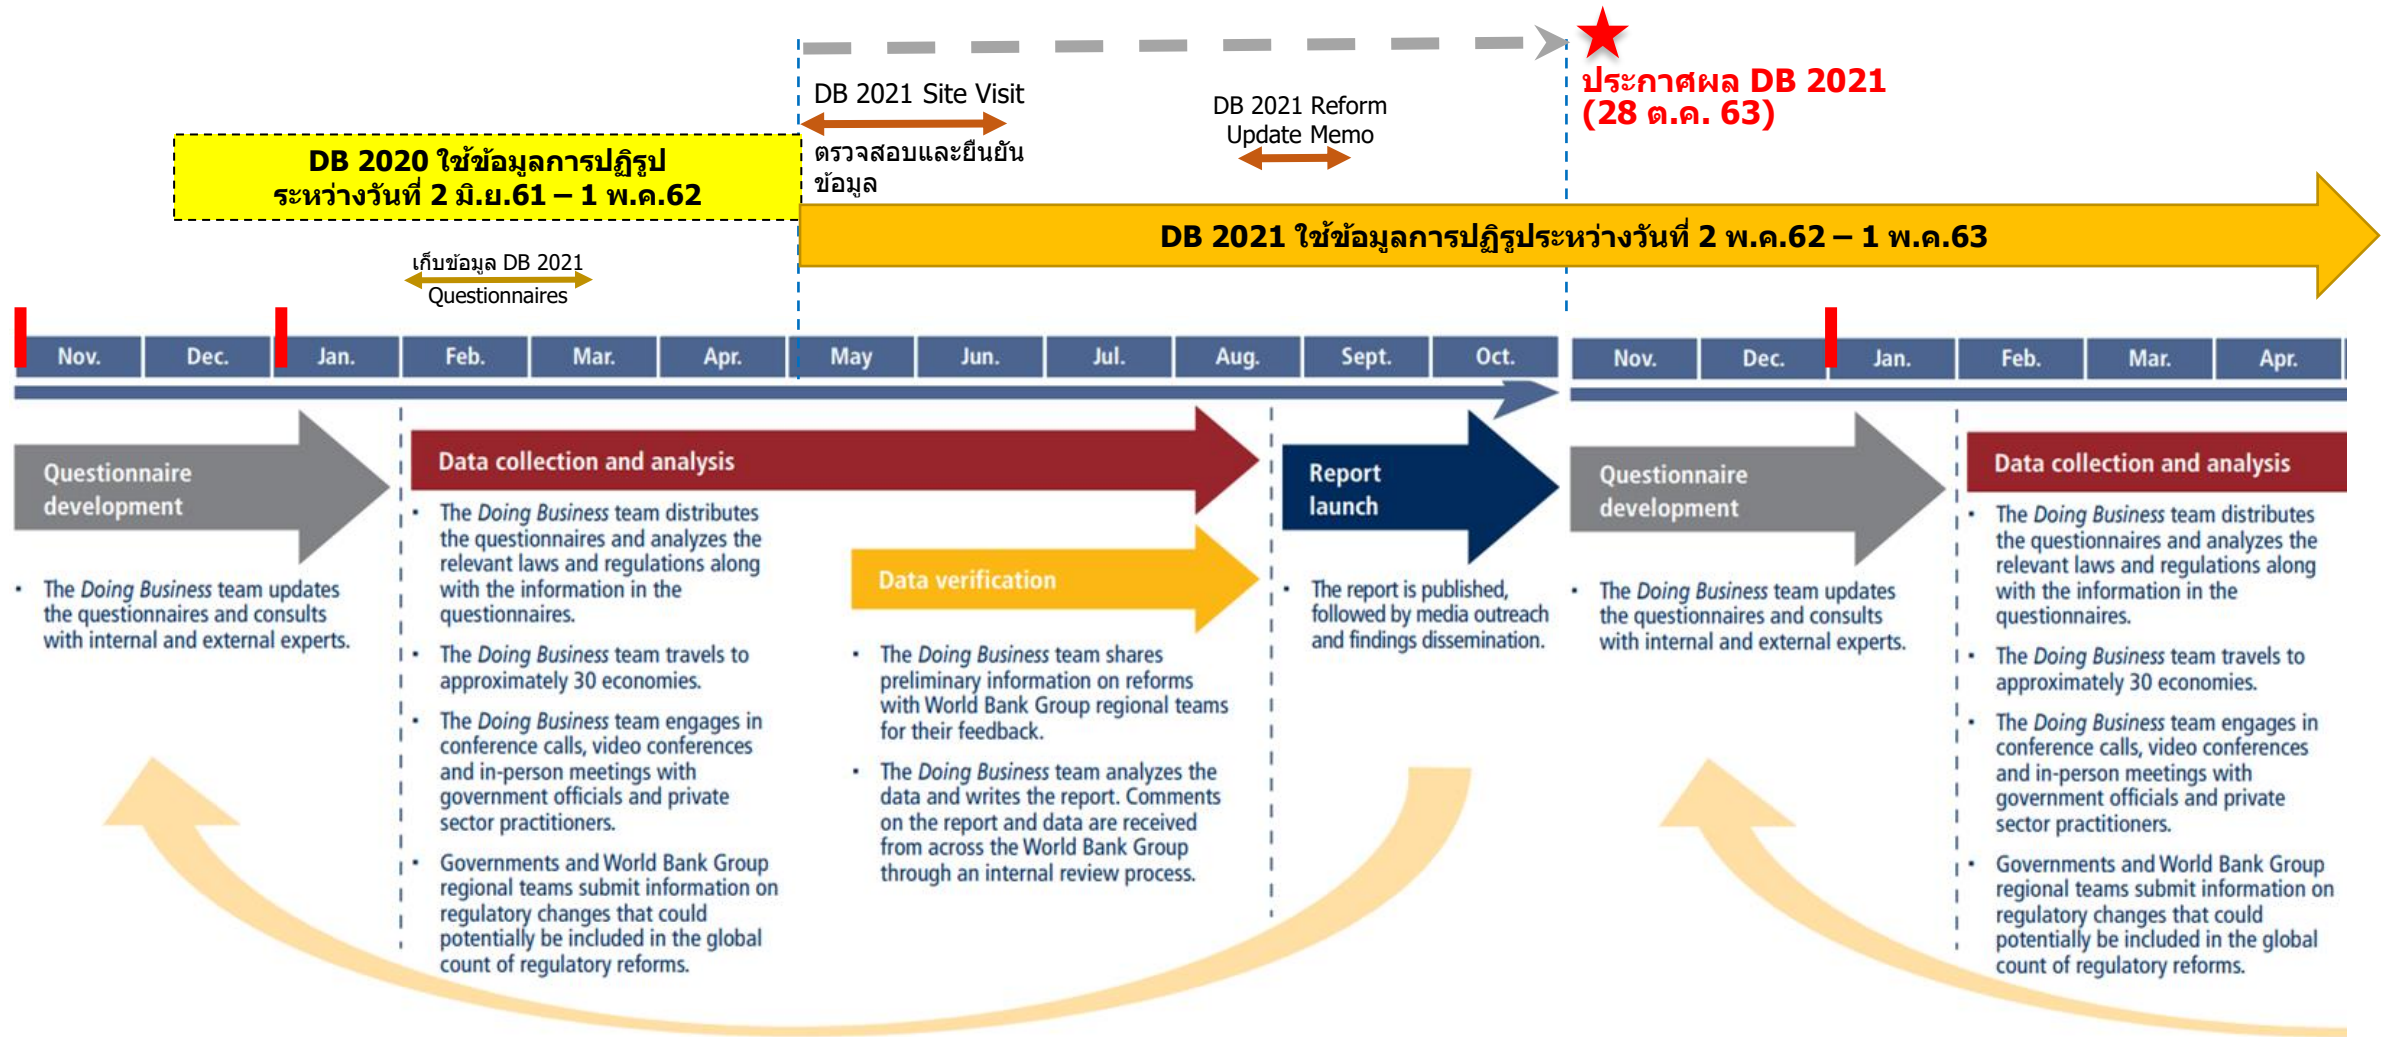 DB 2021 Site Visit
ตรวจสอบและยืนยัน
ข้อมูล
DB 2021 Reform
Update Memo
ประกาศผล DB 2021
(28 ต.ค. 63)
DB 2020 ใช้ข้อมูลการปฏิรูป
ระหว่างวันที่ 2 มิ.ย.61 – 1 พ.ค.62
DB 2021 ใช้ข้อมูลการปฏิรูประหว่างวันที่ 2 พ.ค.62 – 1 พ.ค.63
เก็บข้อมูล DB 2021
Questionnaires
Nov. Dec. Jan. Feb. Mar. Apr. May Jun. Jul. Aug. Sept. Oct. Nov. Dec. Jan. Feb. Mar. Apr.
Questionnaire
development
• The Doing Business team updates
the questionnaires and consults
with internal and external experts.
Data collection and analysis
• The Doing Business team distributes
the questionnaires and analyzes the
relevant laws and regulations along
with the information in the
questionnaires.
• The Doing Business team travels to
approximately 30 economies.
• The Doing Business team engages in
conference calls, video conferences
and in-person meetings with
government officials and private
sector practitioners.
• Governments and World Bank Group
regional teams submit information on
regulatory changes that could
potentially be included in the global
count of regulatory reforms.
Data verification
• The Doing Business team shares
preliminary information on reforms
with World Bank Group regional teams
for their feedback.
• The Doing Business team analyzes the
data and writes the report. Comments
on the report and data are received
from across the World Bank Group
through an internal review process.
Report
launch
• The report is published,
followed by media outreach
and findings dissemination.
Questionnaire
development
• The Doing Business team updates
the questionnaires and consults
with internal and external experts.
Data collection and analysis
• The Doing Business team distributes
the questionnaires and analyzes the
relevant laws and regulations along
with the information in the
questionnaires.
• The Doing Business team travels to
approximately 30 economies.
• The Doing Business team engages in
conference calls, video conferences
and in-person meetings with
government officials and private
sector practitioners.
• Governments and World Bank Group
regional teams submit information on
regulatory changes that could
potentially be included in the global
count of regulatory reforms.